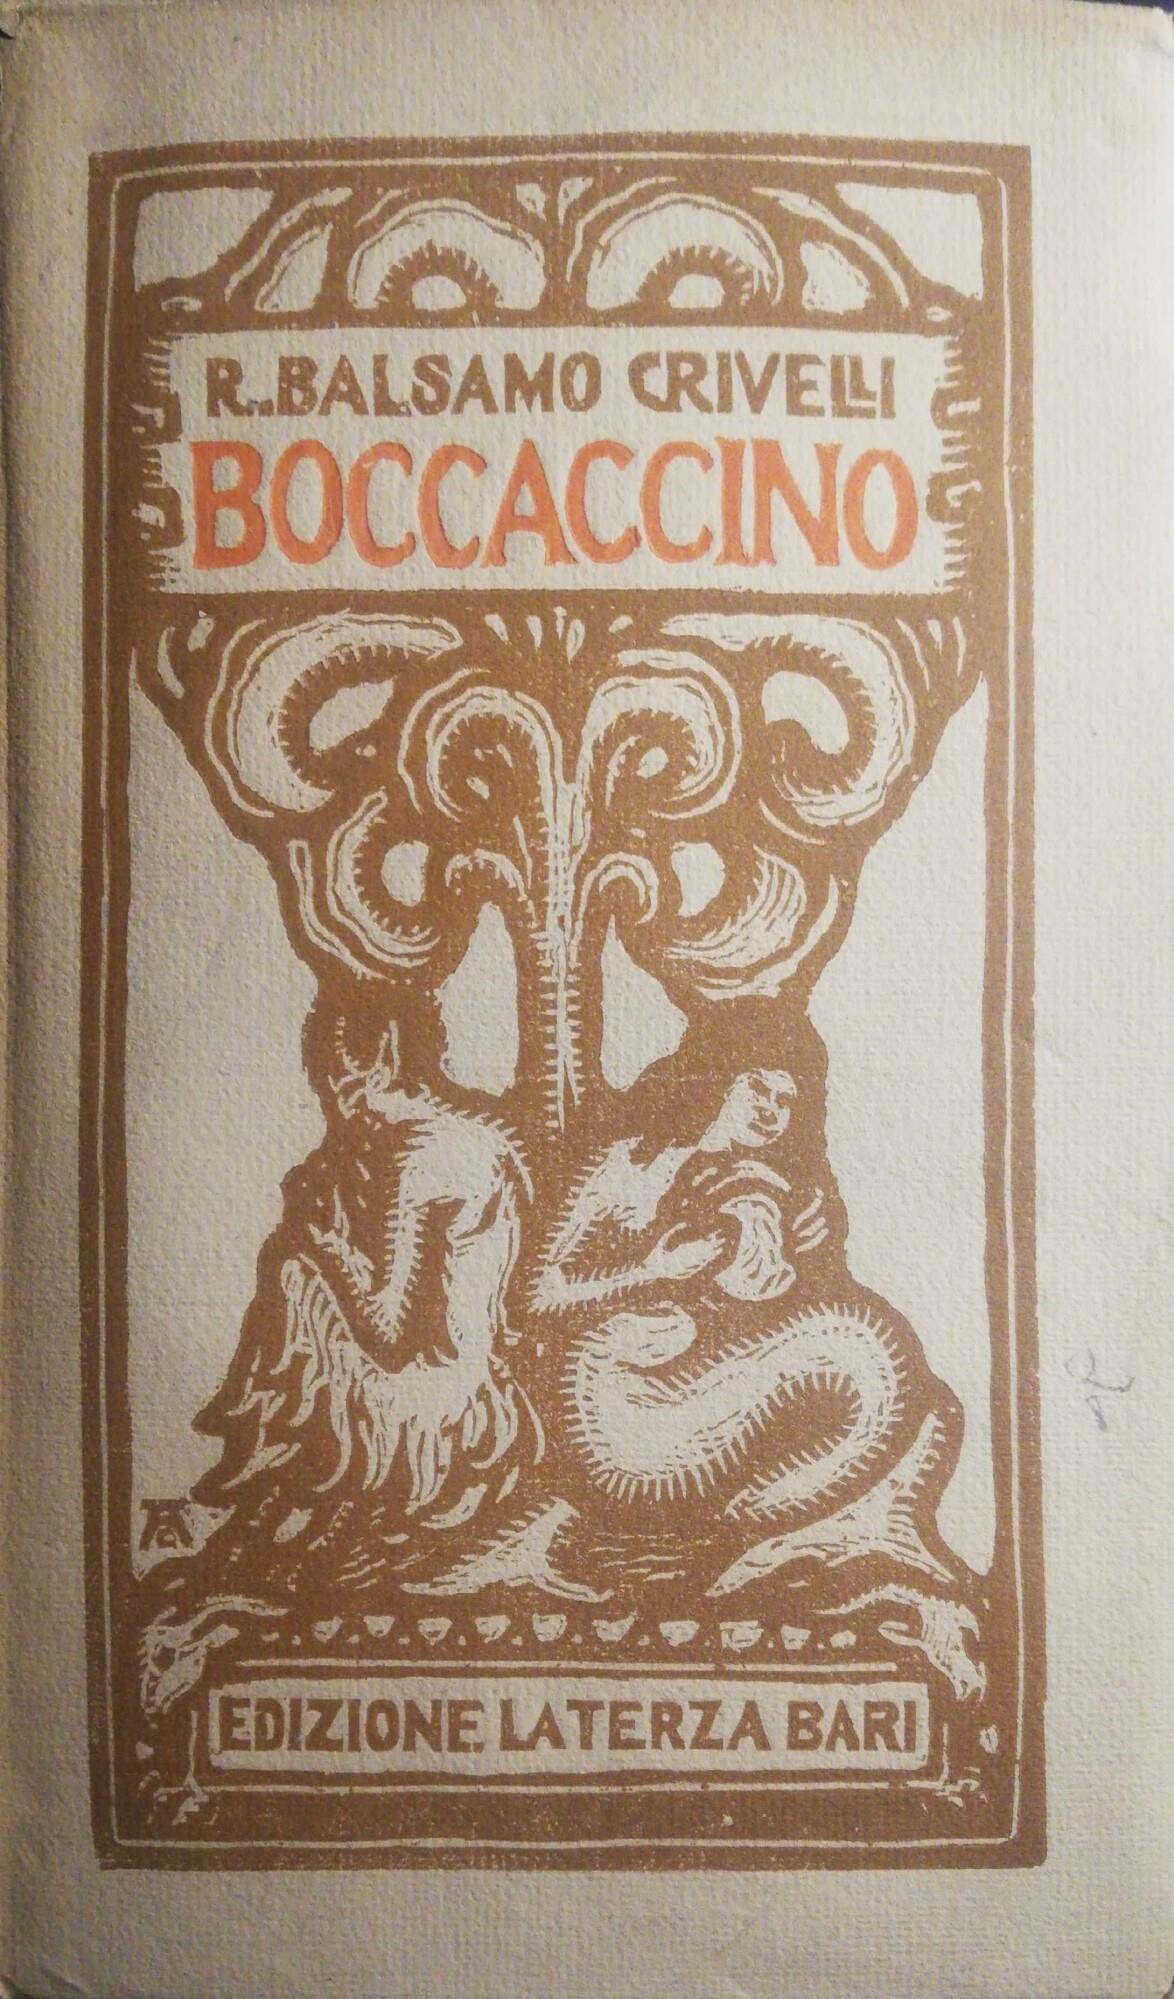 R. BALSAMO CRIVELLI
BOCCACCINO
EDIZIONE LATERZA BARI